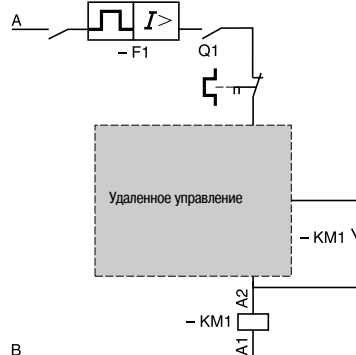 A
I>
– F1
Q1
Удаленное управление
– KM1
A2
– KM1
A1
B